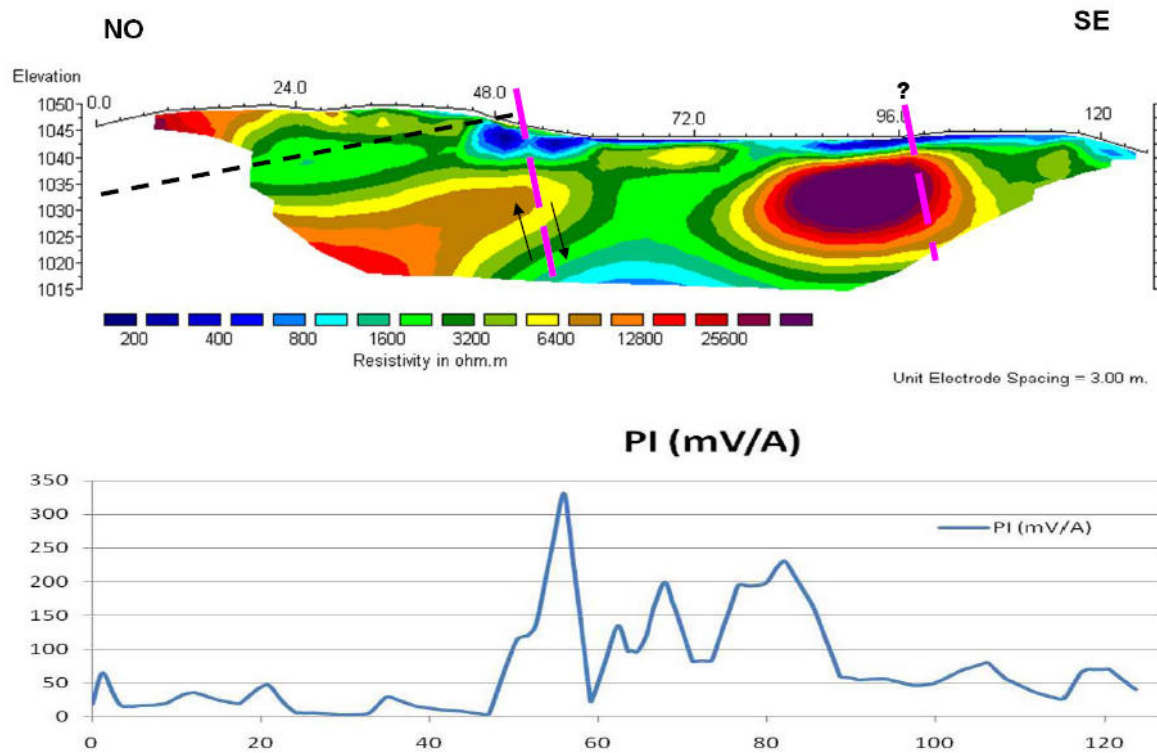 NO
SE
Elevation
0.0 24.0 48.0 72.0 ? 96.0 120
1050
1045
1040
1035
1030
1025
1020
1015
200 400 800 1600 3200 6400 12800 25600
Resistivity in ohm.m
Unit Electrode Spacing = 3.00 m.
PI (mV/A)
350
300
250
200
150
100
50
0
PI (mV/A)
0 20 40 60 80 100 120